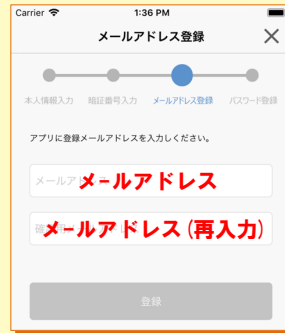 Carrier 1:36 PM
メールアドレス登録
本人情報入力 暗証番号入力 メールアドレス登録 パスワード登録
アプリに登録メールアドレスを入力しください。
メールアドレス
メールアドレス（再入力）
登録